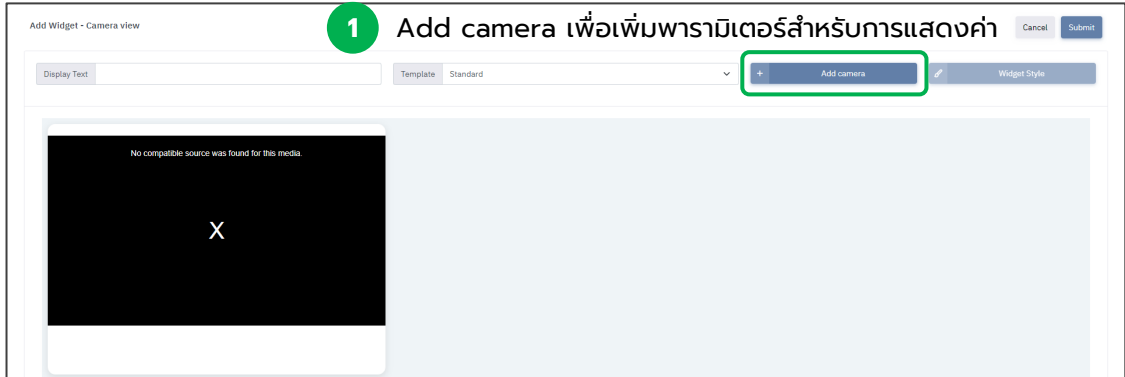 Add Widget - Camera view
1 Add camera เพื่อเพิ่มพารามิเตอร์สำหรับการแสดงค่า
Cancel Submit
Display Text
Template Standard
+ Add camera
Widget Style
No compatible source was found for this media.
X